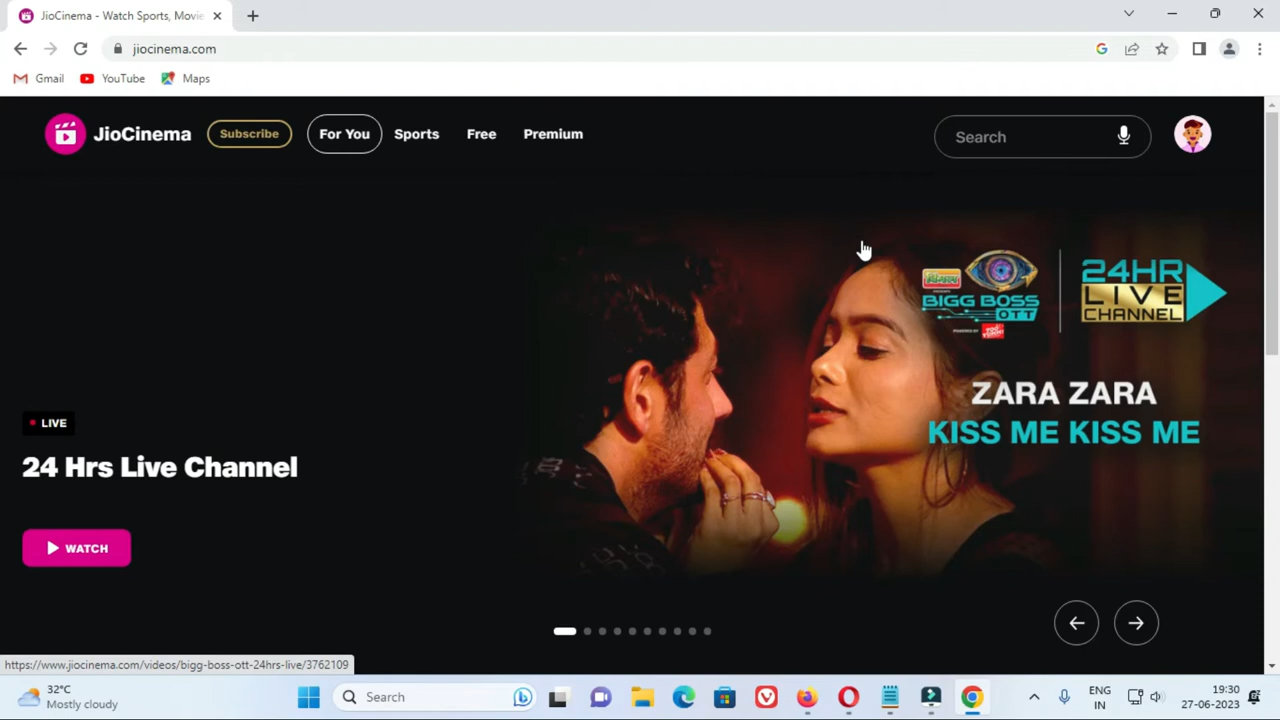 JioCinema - Watch Sports, Movie
jiocinema.com
Gmail YouTube Maps
JioCinema Subscribe For You Sports Free Premium Search
BIGG BOSS
OTT
24HR
LIVE
CHANNEL
ZARA ZARA
KISS ME KISS ME
LIVE
24 Hrs Live Channel
WATCH
https://www.jiocinema.com/videos/bigg-boss-ott-24hrs-live/3762109
32°C
Mostly cloudy
Search
ENG
IN
19:30
27-06-2023